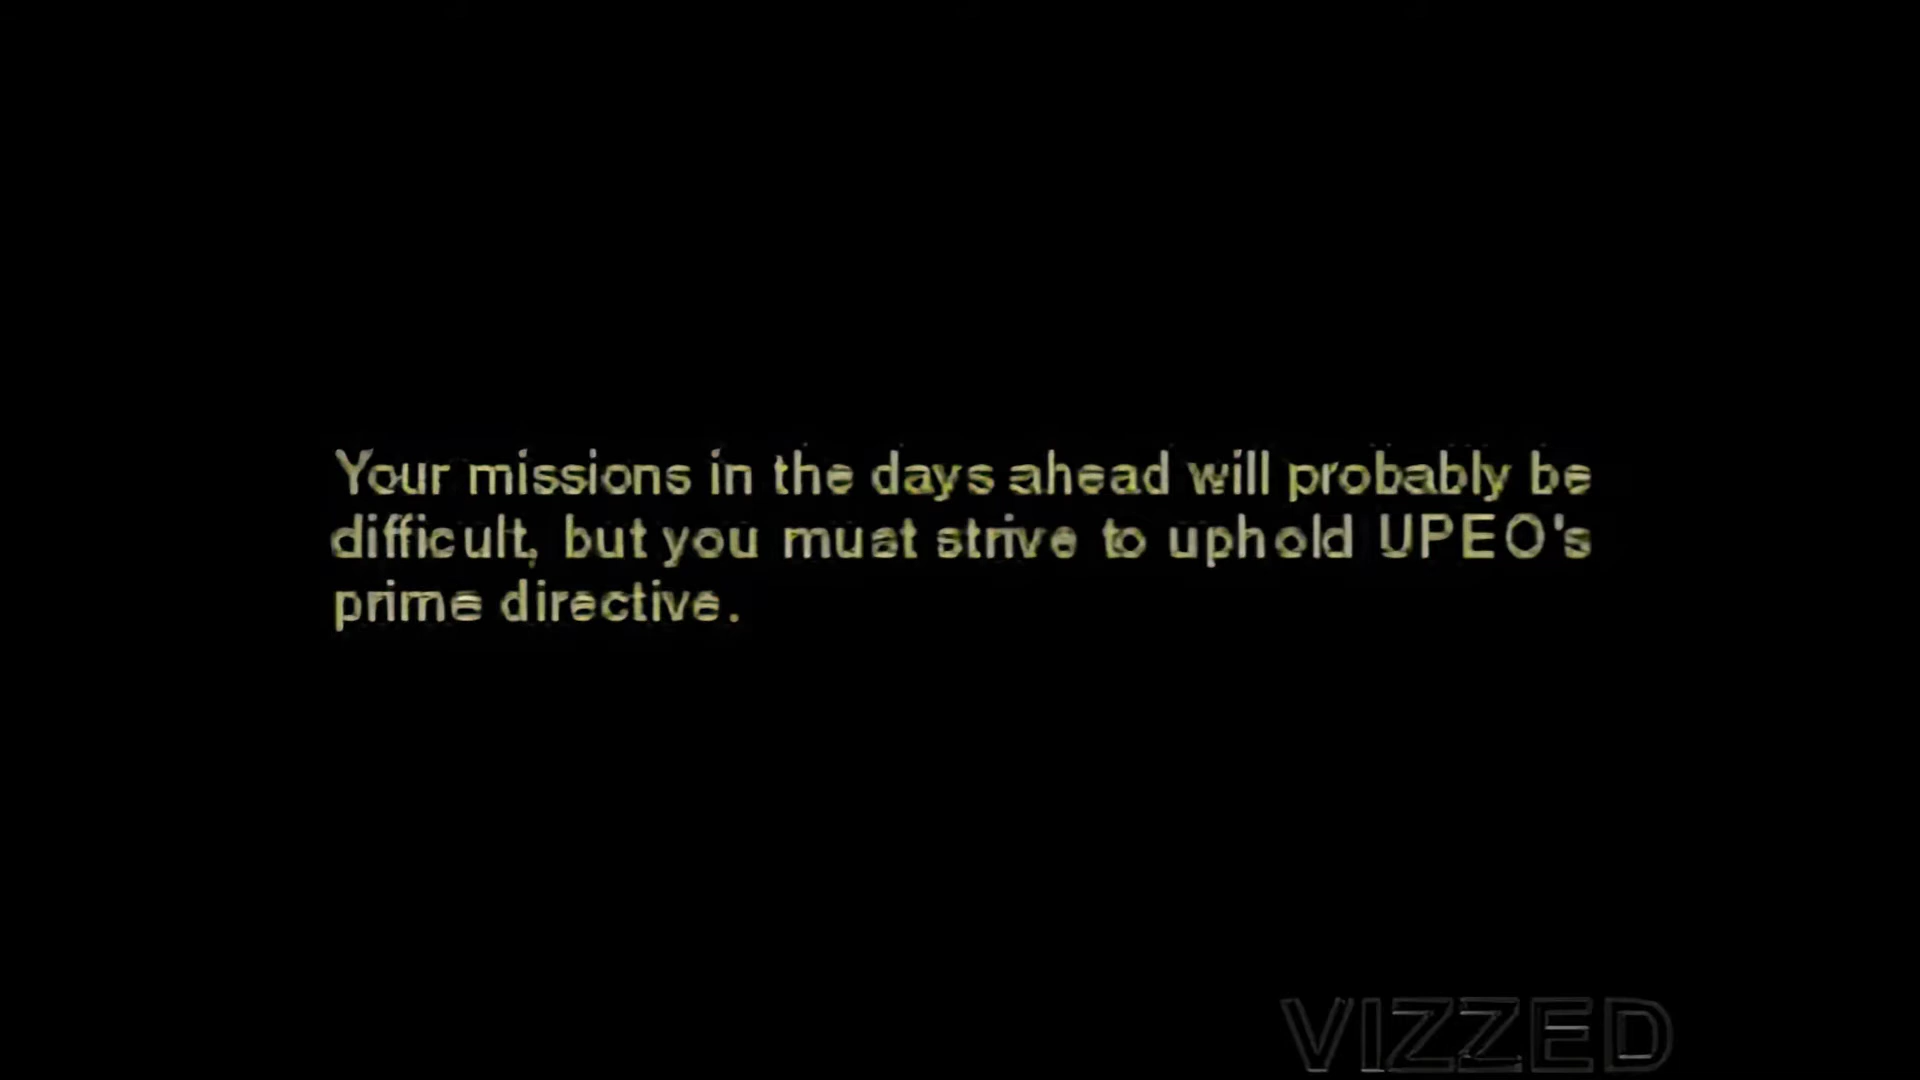 Your missions in the days ahead will probably be
difficult, but you must strive to uphold UPEO's
prime directive.
VIZZED